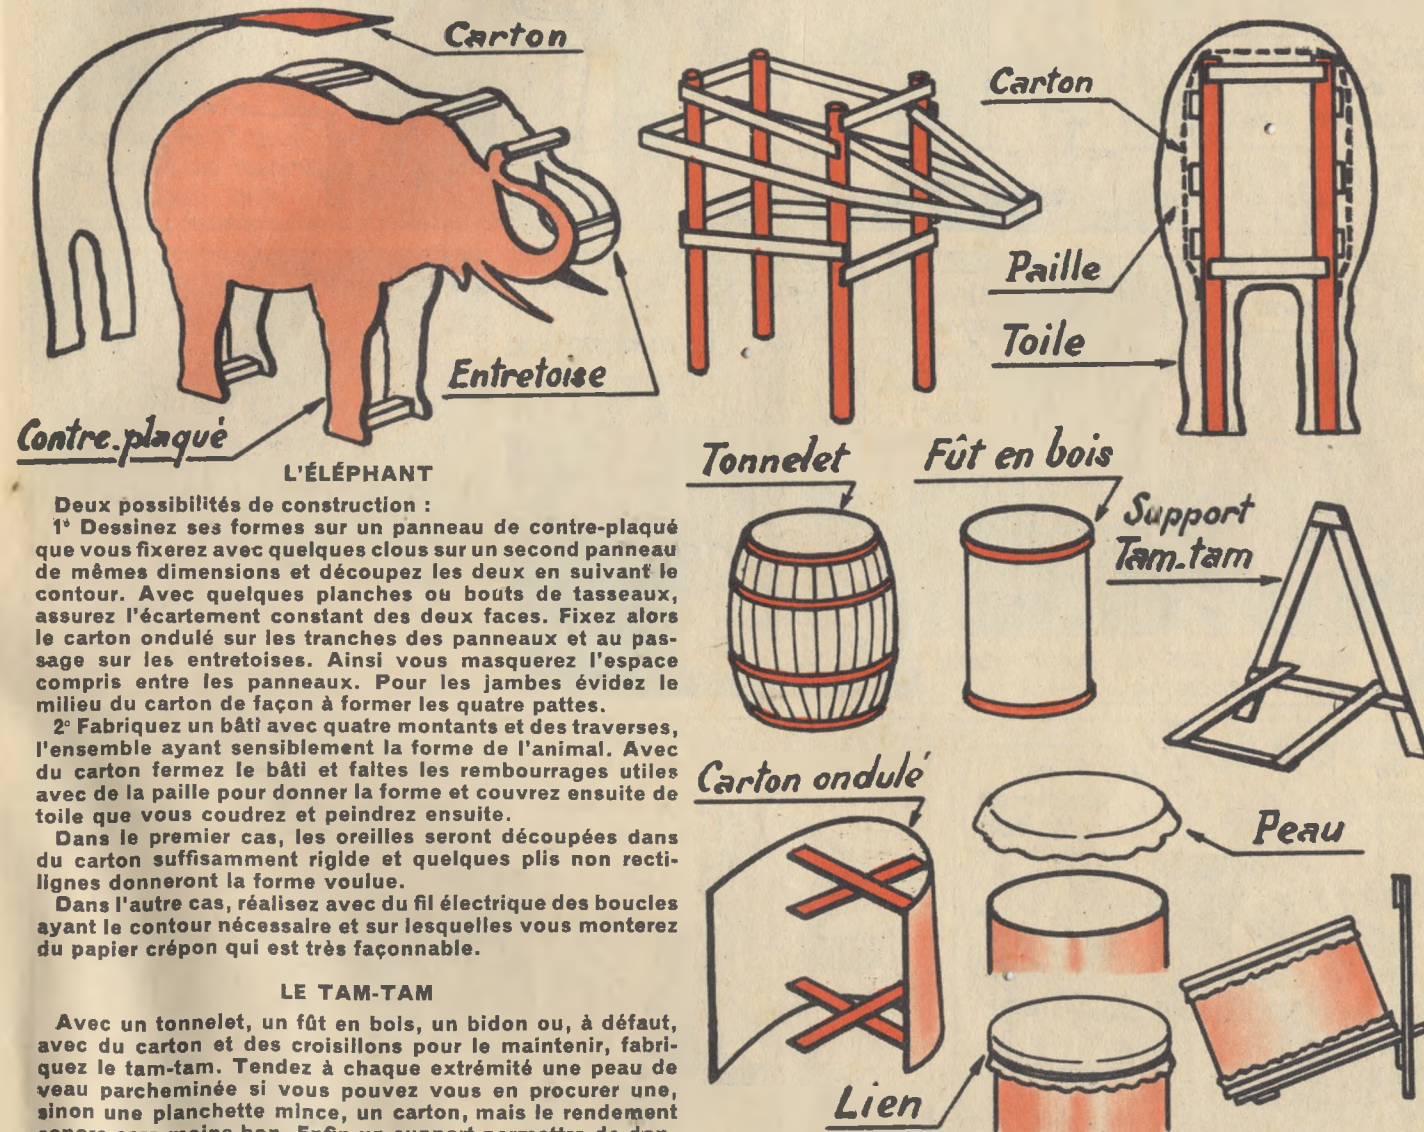 Carton
Carton
Paille
Toile
Entretoise
Contre-plaqué
Tonnelet
Fût en bois
Support
Tam-tam
Carton ondulé
Peau
Lien
L'ÉLÉPHANT
Deux possibilités de construction :
1° Dessinez ses formes sur un panneau de contre-plaqué
que vous fixerez avec quelques clous sur un second panneau
de mêmes dimensions et découpez les deux en suivant le
contour. Avec quelques planches ou bouts de tasseaux,
assurez l'écartement constant des deux faces. Fixez alors
le carton ondulé sur les tranches des panneaux et au pas-
sage sur les entretoises. Ainsi vous masquerez l'espace
compris entre les panneaux. Pour les jambes évidez le
milieu du carton de façon à former les quatre pattes.
2° Fabriquez un bâti avec quatre montants et des traverses,
l'ensemble ayant sensiblement la forme de l'animal. Avec
du carton fermez le bâti et faites les rembourrages utiles
avec de la paille pour donner la forme et couvrez ensuite de
toile que vous coudrez et peindrez ensuite.
Dans le premier cas, les oreilles seront découpées dans
du carton suffisamment rigide et quelques plis non recti-
lignes donneront la forme voulue.
Dans l'autre cas, réalisez avec du fil électrique des boucles
ayant le contour nécessaire et sur lesquelles vous monterez
du papier crépon qui est très façonnable.
LE TAM-TAM
Avec un tonnelet, un fût en bois, un bidon ou, à défaut,
avec du carton et des croisillons pour le maintenir, fabri-
quez le tam-tam. Tendez à chaque extrémité une peau de
veau parcheminée si vous pouvez vous en procurer une,
sinon une planchette mince, un carton, mais le rendement